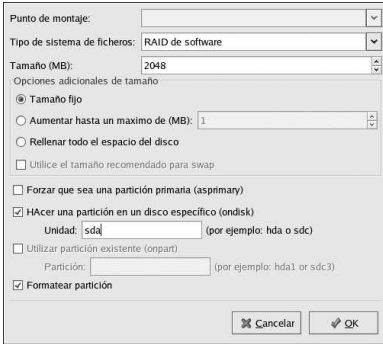 Punto de montaje:
Tipo de sistema de ficheros: RAID de software
Tamaño (MB): 2048
Opciones adicionales de tamaño
Tamaño fijo
Aumentar hasta un maximo de (MB): 1
Rellenar todo el espacio del disco
Utilice el tamaño recomendado para swap
Forzar que sea una partición primaria (asprimary)
HAcer una partición en un disco específico (ondisk)
Unidad: sda (por ejemplo: hda o sdc)
Utilizar partición existente (onpart)
Partición: (por ejemplo: hda1 or sdc3)
Formatear partición
Cancelar OK